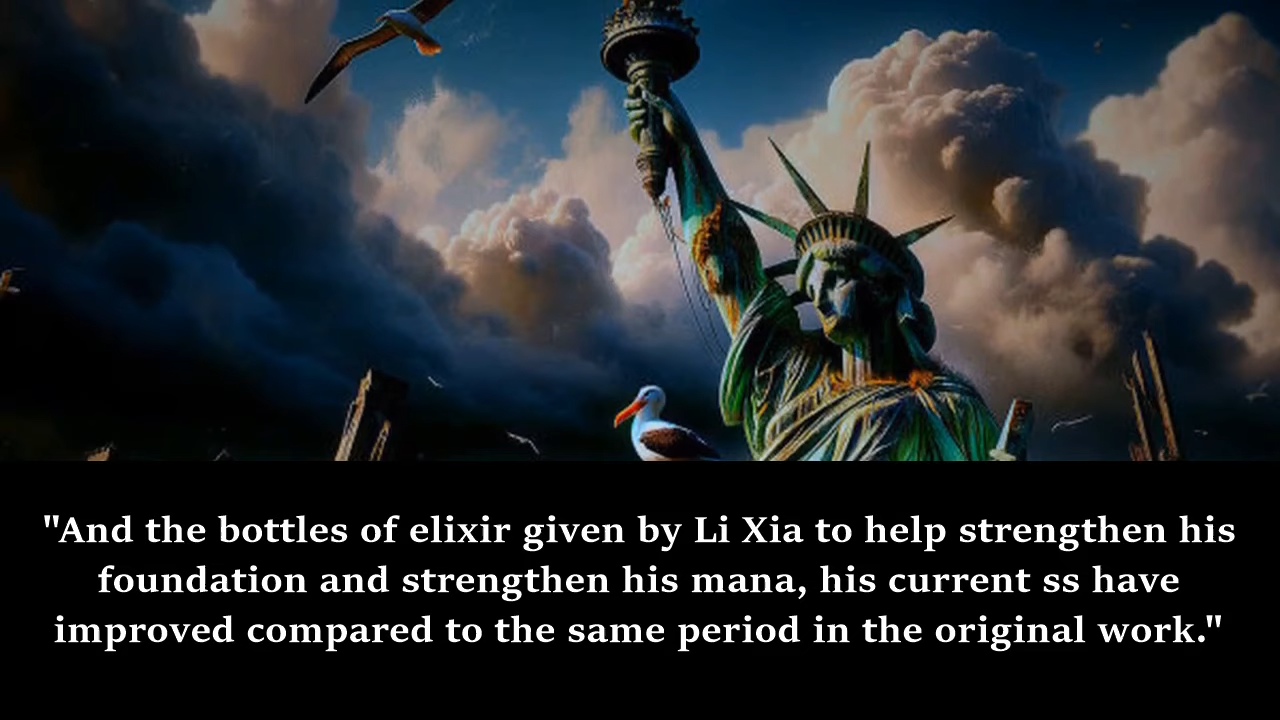 "And the bottles of elixir given by Li Xia to help strengthen his
foundation and strengthen his mana, his current ss have
improved compared to the same period in the original work."